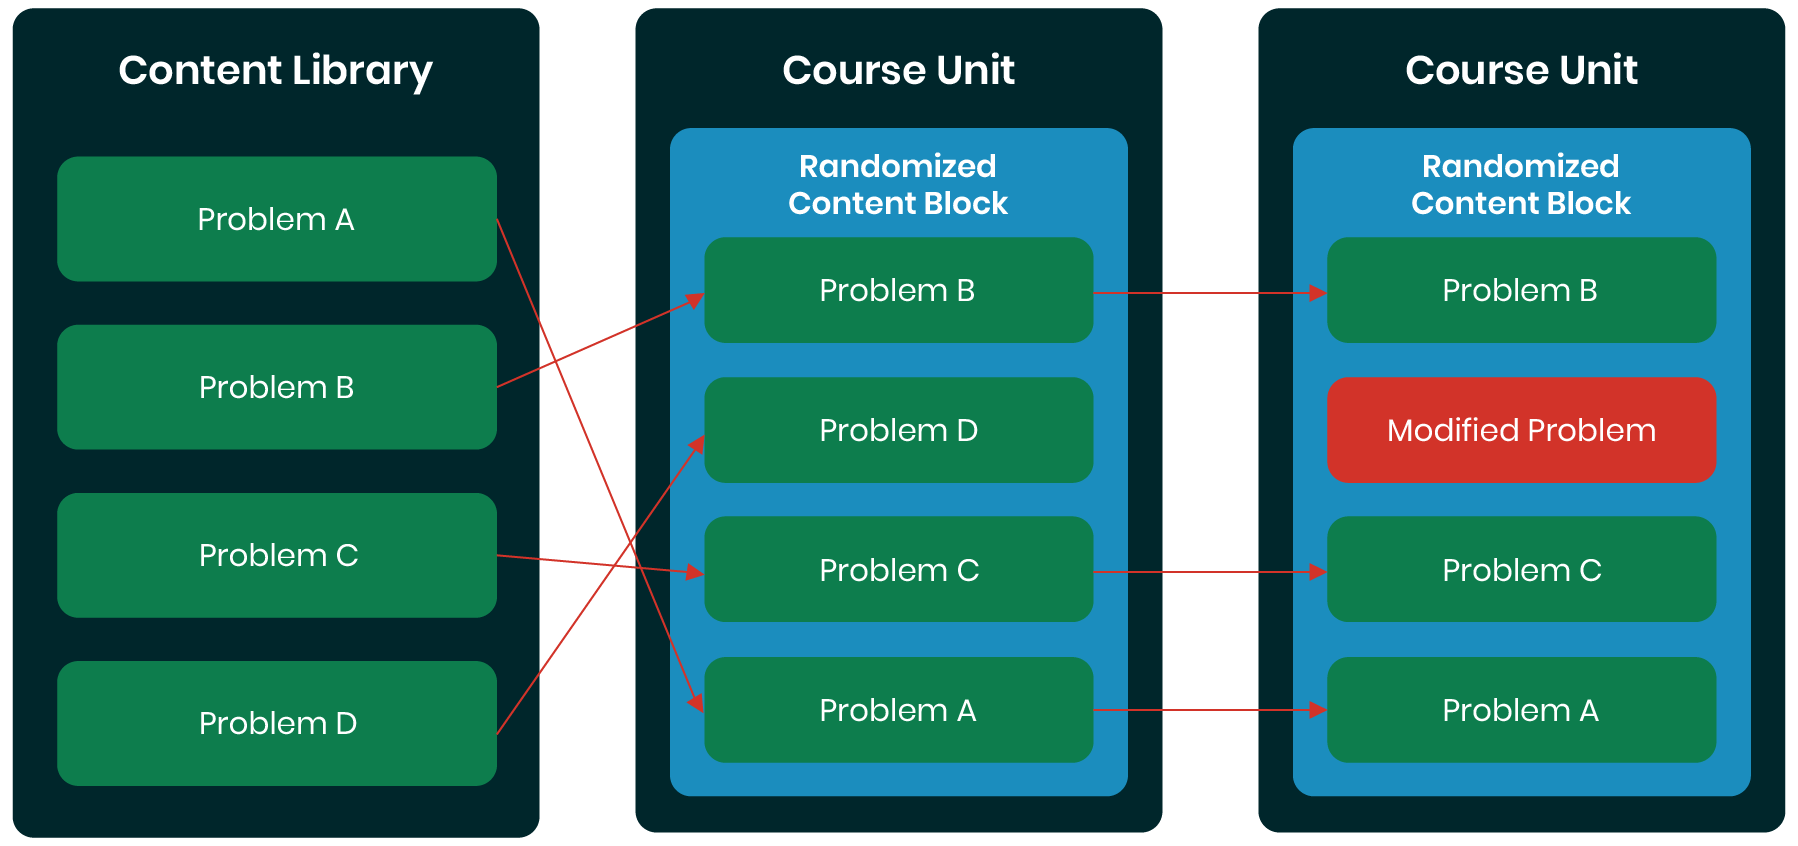 Content Library
Problem A
Problem B
Problem C
Problem D
Course Unit
Randomized
Content Block
Problem B
Problem D
Problem C
Problem A
Course Unit
Randomized
Content Block
Problem B
Modified Problem
Problem C
Problem A